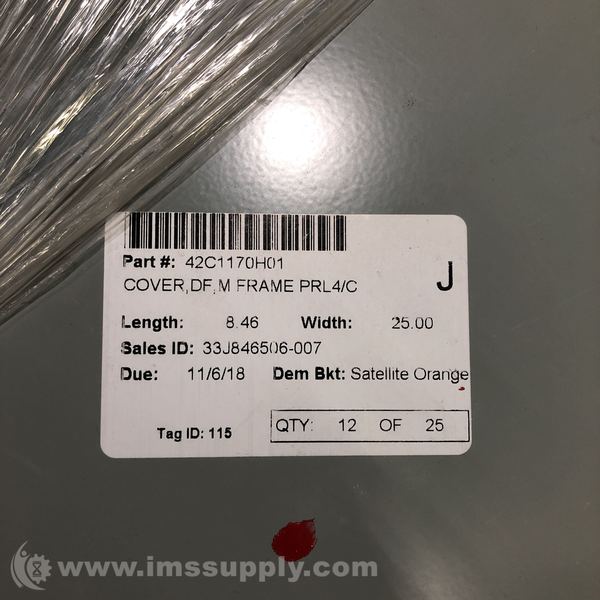 Part #: 42C1170H01
COVER,DF,M FRAME PRL4/C
J
Length: 8.46 Width: 25.00
Sales ID: 33J846506-007
Due: 11/6/18 Dem Bkt: Satellite Orange
Tag ID: 115
QTY: 12 OF 25
www.imssupply.com